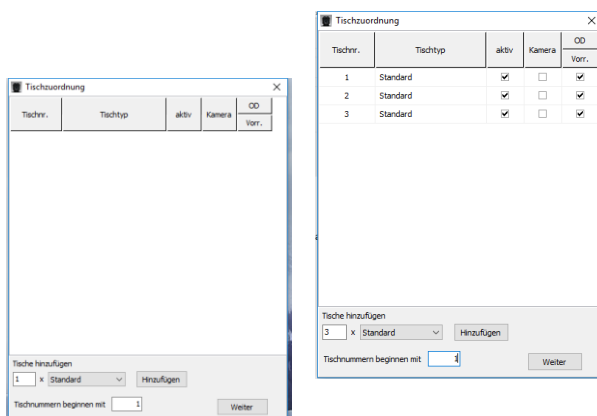 Tischzuordnung
Tischnr. Tischtyp aktiv Kamera OD
Vorr.
Tische hinzufügen
1 x Standard Hinzufügen
Tischnummern beginnen mit 1
Weiter
Tischzuordnung
Tischnr. Tischtyp aktiv Kamera OD
Vorr.
1 Standard
2 Standard
3 Standard
Tische hinzufügen
3 x Standard Hinzufügen
Tischnummern beginnen mit 1
Weiter